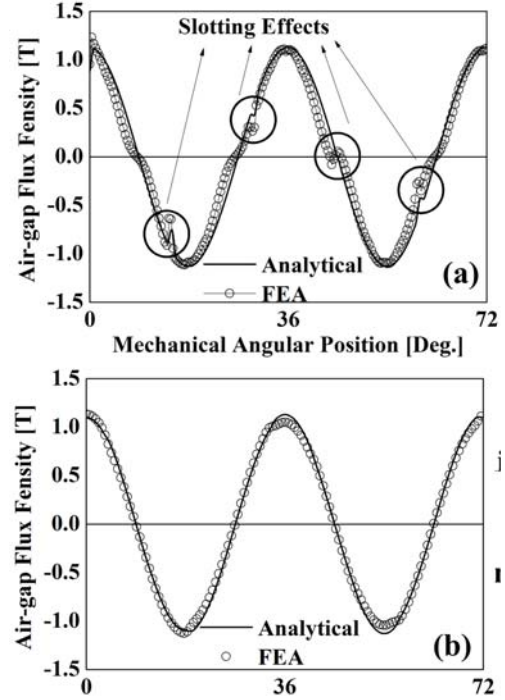 Slotting Effects
Air-gap Flux Fensity [T]
1.5
1.0
0.5
0.0
-0.5
-1.0
-1.5
Analytical
FEA
(a)
0
36
72
Mechanical Angular Position [Deg.]
Air-gap Flux Fensity [T]
1.5
1.0
0.5
0.0
-0.5
-1.0
-1.5
Analytical
FEA
(b)
0
36
72